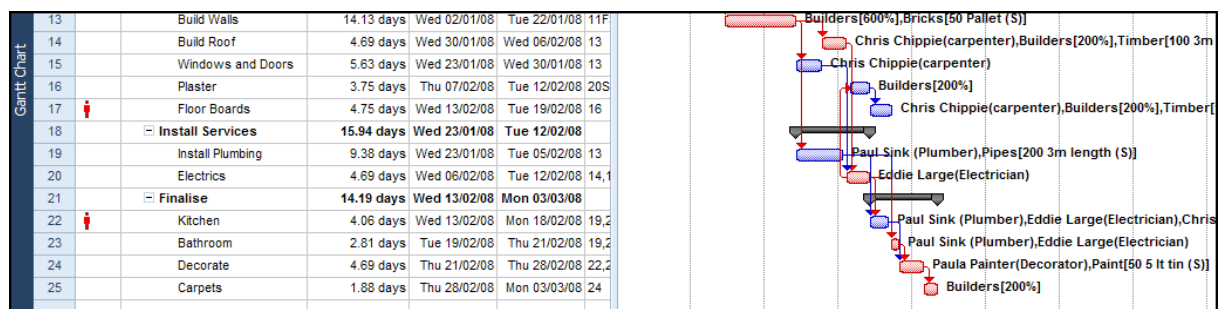 Gantt Chart
13 Build Walls 14.13 days Wed 02/01/08 Tue 22/01/08 11F Builders[600%],Bricks[50 Pallet (S)]
14 Build Roof 4.69 days Wed 30/01/08 Wed 06/02/08 13 Chris Chippie(carpenter),Builders[200%],Timber[100 3m
15 Windows and Doors 5.63 days Wed 23/01/08 Wed 30/01/08 13 Chris Chippie(carpenter)
16 Plaster 3.75 days Thu 07/02/08 Tue 12/02/08 20S Builders[200%]
17 Floor Boards 4.75 days Wed 13/02/08 Tue 19/02/08 16 Chris Chippie(carpenter),Builders[200%],Timber[
18 Install Services 15.94 days Wed 23/01/08 Tue 12/02/08
19 Install Plumbing 9.38 days Wed 23/01/08 Tue 05/02/08 13 Paul Sink (Plumber),Pipes[200 3m length (S)]
20 Electrics 4.69 days Wed 06/02/08 Tue 12/02/08 14,1 Eddie Large(Electrician)
21 Finalise 14.19 days Wed 13/02/08 Mon 03/03/08
22 Kitchen 4.06 days Wed 13/02/08 Mon 18/02/08 19,2 Paul Sink (Plumber),Eddie Large(Electrician),Chris
23 Bathroom 2.81 days Tue 19/02/08 Thu 21/02/08 19,2 Paul Sink (Plumber),Eddie Large(Electrician)
24 Decorate 4.69 days Thu 21/02/08 Thu 28/02/08 22,2 Paula Painter(Decorator),Paint[50 5 lt tin (S)]
25 Carpets 1.88 days Thu 28/02/08 Mon 03/03/08 24 Builders[200%]